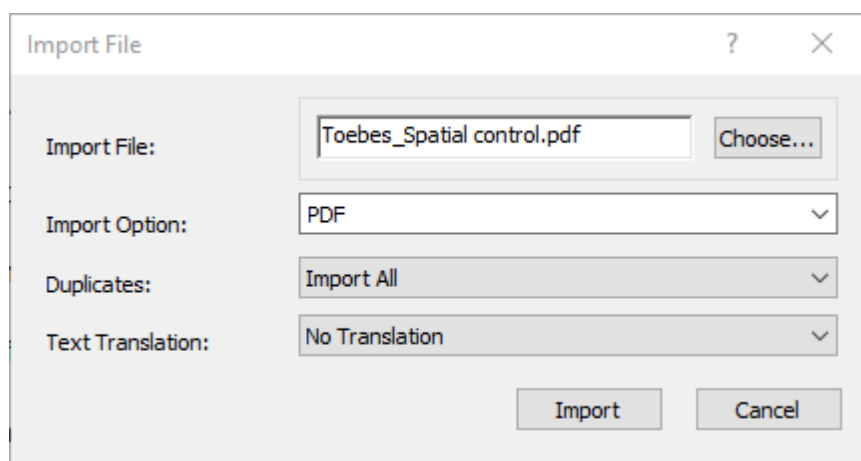 Import File
Import File: Toebes_Spatial control.pdf Choose...
Import Option: PDF
Duplicates: Import All
Text Translation: No Translation
Import Cancel